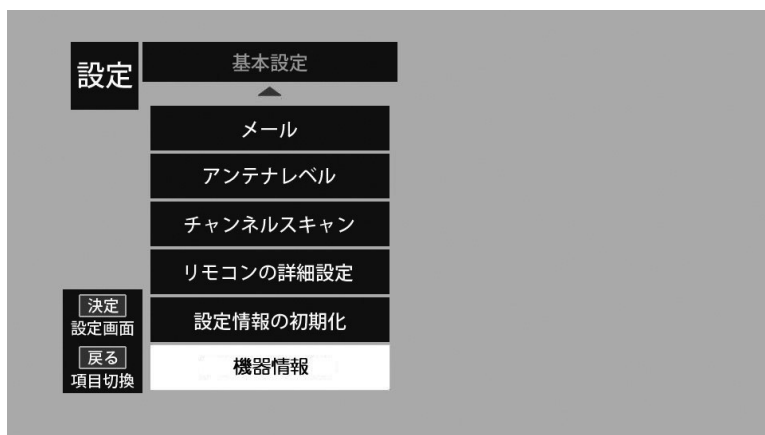 設定
基本設定
メール
アンテナレベル
チャンネルスキャン
リモコンの詳細設定
設定情報の初期化
機器情報
決定
設定画面
戻る
項目切換